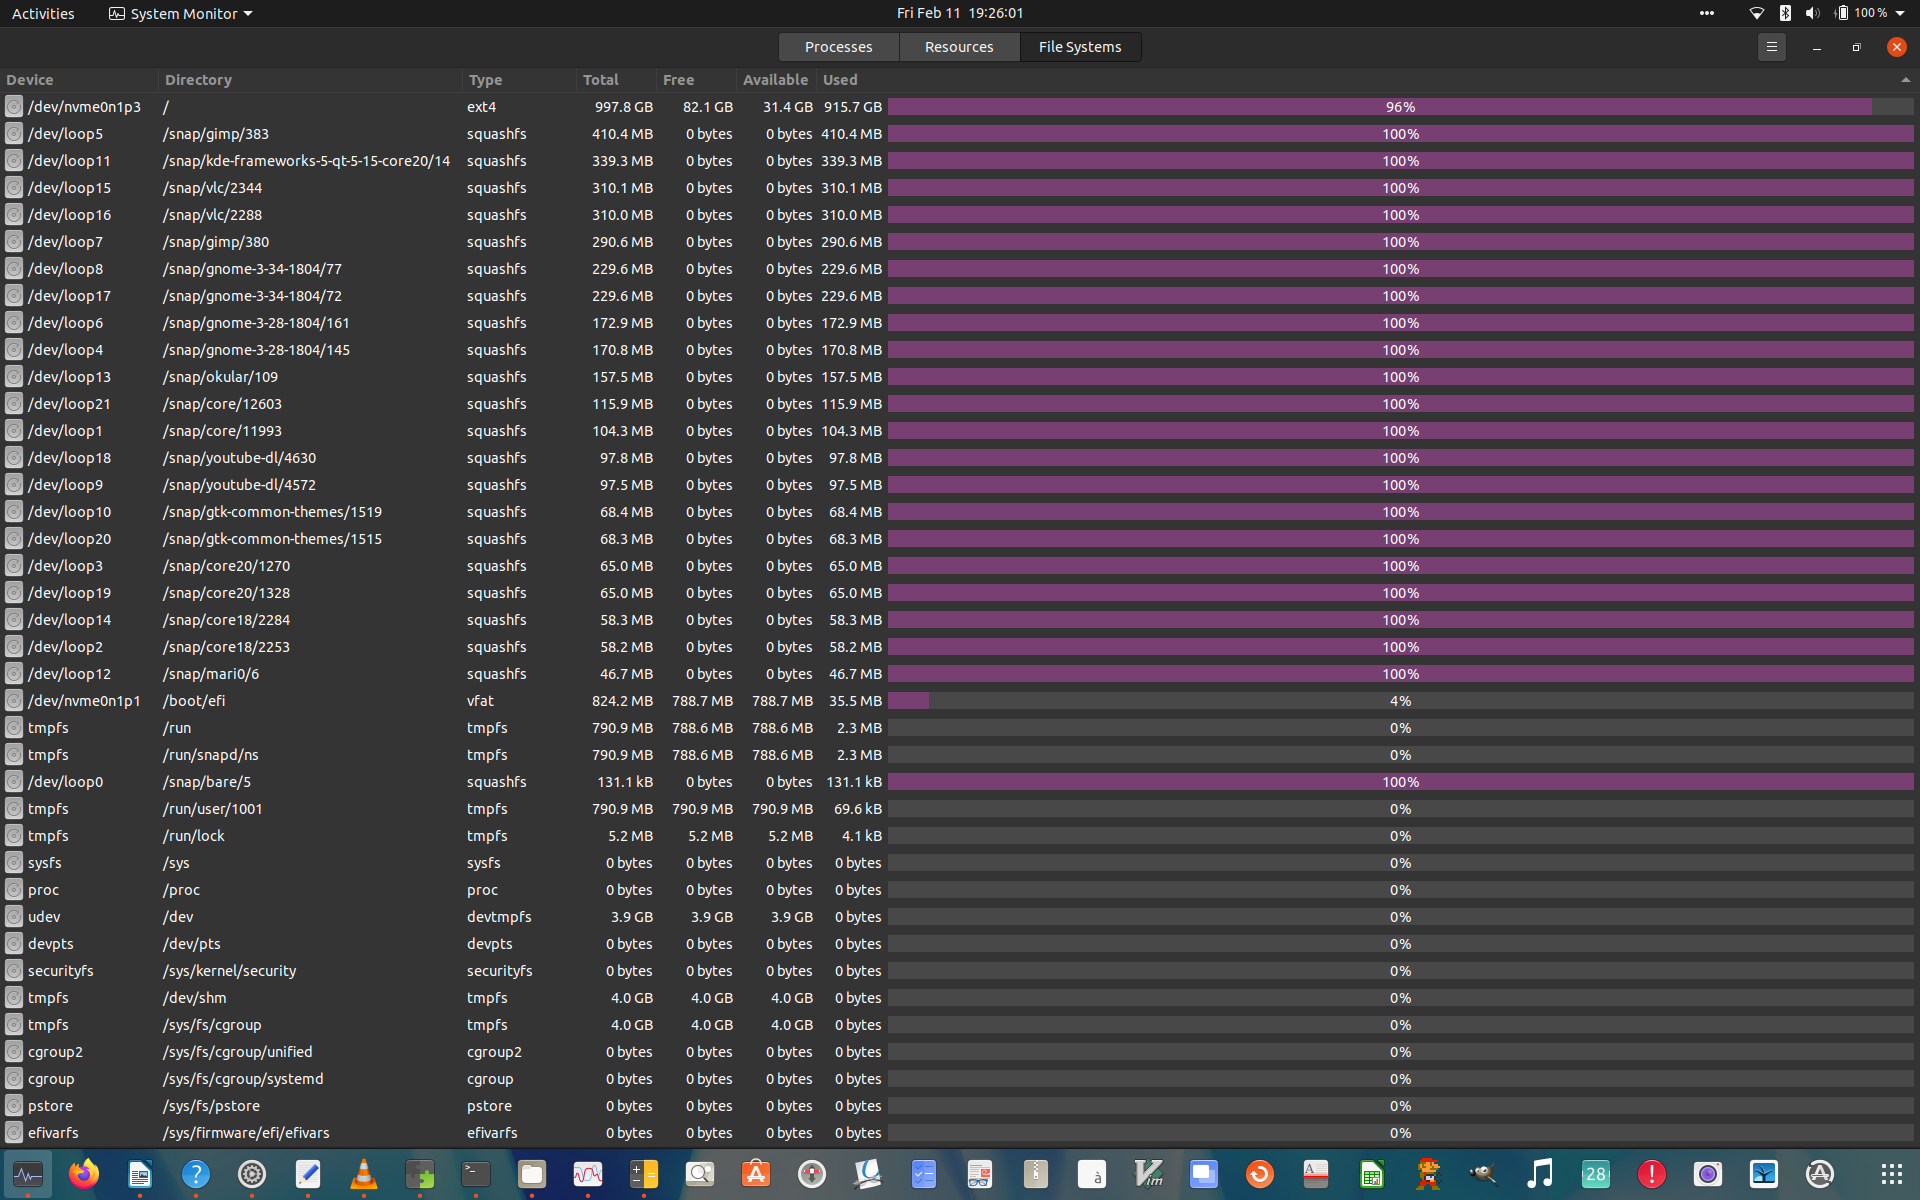 Activities System Monitor Fri Feb 11 19:26:01 100 %
Processes Resources File Systems
Device Directory Type Total Free Available Used
/dev/nvme0n1p3 / ext4 997.8 GB 82.1 GB 31.4 GB 915.7 GB 96%
/dev/loop5 /snap/gimp/383 squashfs 410.4 MB 0 bytes 0 bytes 410.4 MB 100%
/dev/loop11 /snap/kde-frameworks-5-qt-5-15-core20/14 squashfs 339.3 MB 0 bytes 0 bytes 339.3 MB 100%
/dev/loop15 /snap/vlc/2344 squashfs 310.1 MB 0 bytes 0 bytes 310.1 MB 100%
/dev/loop16 /snap/vlc/2288 squashfs 310.0 MB 0 bytes 0 bytes 310.0 MB 100%
/dev/loop7 /snap/gimp/380 squashfs 290.6 MB 0 bytes 0 bytes 290.6 MB 100%
/dev/loop8 /snap/gnome-3-34-1804/77 squashfs 229.6 MB 0 bytes 0 bytes 229.6 MB 100%
/dev/loop17 /snap/gnome-3-34-1804/72 squashfs 229.6 MB 0 bytes 0 bytes 229.6 MB 100%
/dev/loop6 /snap/gnome-3-28-1804/161 squashfs 172.9 MB 0 bytes 0 bytes 172.9 MB 100%
/dev/loop4 /snap/gnome-3-28-1804/145 squashfs 170.8 MB 0 bytes 0 bytes 170.8 MB 100%
/dev/loop13 /snap/okular/109 squashfs 157.5 MB 0 bytes 0 bytes 157.5 MB 100%
/dev/loop21 /snap/core/12603 squashfs 115.9 MB 0 bytes 0 bytes 115.9 MB 100%
/dev/loop1 /snap/core/11993 squashfs 104.3 MB 0 bytes 0 bytes 104.3 MB 100%
/dev/loop18 /snap/youtube-dl/4630 squashfs 97.8 MB 0 bytes 0 bytes 97.8 MB 100%
/dev/loop9 /snap/youtube-dl/4572 squashfs 97.5 MB 0 bytes 0 bytes 97.5 MB 100%
/dev/loop10 /snap/gtk-common-themes/1519 squashfs 68.4 MB 0 bytes 0 bytes 68.4 MB 100%
/dev/loop20 /snap/gtk-common-themes/1515 squashfs 68.3 MB 0 bytes 0 bytes 68.3 MB 100%
/dev/loop3 /snap/core20/1270 squashfs 65.0 MB 0 bytes 0 bytes 65.0 MB 100%
/dev/loop19 /snap/core20/1328 squashfs 65.0 MB 0 bytes 0 bytes 65.0 MB 100%
/dev/loop14 /snap/core18/2284 squashfs 58.3 MB 0 bytes 0 bytes 58.3 MB 100%
/dev/loop2 /snap/core18/2253 squashfs 58.2 MB 0 bytes 0 bytes 58.2 MB 100%
/dev/loop12 /snap/mari0/6 squashfs 46.7 MB 0 bytes 0 bytes 46.7 MB 100%
/dev/nvme0n1p1 /boot/efi vfat 824.2 MB 788.7 MB 788.7 MB 35.5 MB 4%
tmpfs /run tmpfs 790.9 MB 788.6 MB 788.6 MB 2.3 MB 0%
tmpfs /run/snapd/ns tmpfs 790.9 MB 788.6 MB 788.6 MB 2.3 MB 0%
/dev/loop0 /snap/bare/5 squashfs 131.1 kB 0 bytes 0 bytes 131.1 kB 100%
tmpfs /run/user/1001 tmpfs 790.9 MB 790.9 MB 790.9 MB 69.6 kB 0%
tmpfs /run/lock tmpfs 5.2 MB 5.2 MB 5.2 MB 4.1 kB 0%
sysfs /sys sysfs 0 bytes 0 bytes 0 bytes 0 bytes 0%
proc /proc proc 0 bytes 0 bytes 0 bytes 0 bytes 0%
udev /dev devtmpfs 3.9 GB 3.9 GB 3.9 GB 0 bytes 0%
devpts /dev/pts devpts 0 bytes 0 bytes 0 bytes 0 bytes 0%
securityfs /sys/kernel/security securityfs 0 bytes 0 bytes 0 bytes 0 bytes 0%
tmpfs /dev/shm tmpfs 4.0 GB 4.0 GB 4.0 GB 0 bytes 0%
tmpfs /sys/fs/cgroup tmpfs 4.0 GB 4.0 GB 4.0 GB 0 bytes 0%
cgroup2 /sys/fs/cgroup/unified cgroup2 0 bytes 0 bytes 0 bytes 0 bytes 0%
cgroup /sys/fs/cgroup/systemd cgroup 0 bytes 0 bytes 0 bytes 0 bytes 0%
pstore /sys/fs/pstore pstore 0 bytes 0 bytes 0 bytes 0 bytes 0%
efivarfs /sys/firmware/efi/efivars efivarfs 0 bytes 0 bytes 0 bytes 0 bytes 0%
? >_ A à Vim A 28 !